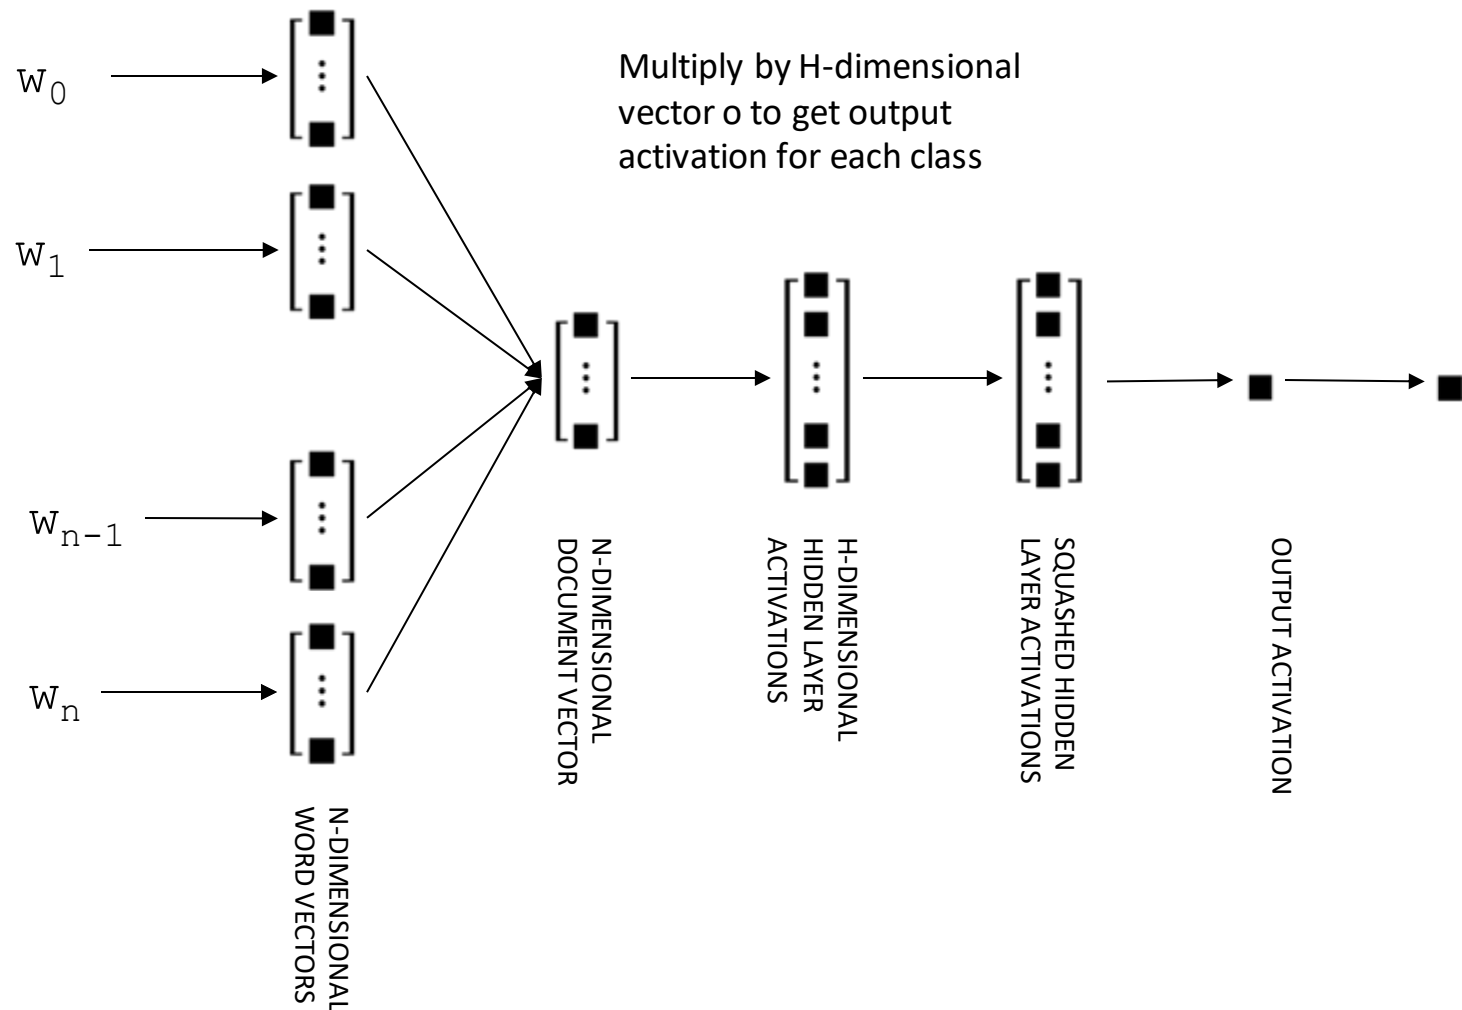 Multiply by H-dimensional
vector o to get output
activation for each class
w0
w1
wn-1
wn
N-DIMENSIONAL
WORD VECTORS
N-DIMENSIONAL
DOCUMENT VECTOR
H-DIMENSIONAL
HIDDEN LAYER
ACTIVATIONS
SQUASHED HIDDEN
LAYER ACTIVATIONS
OUTPUT ACTIVATION